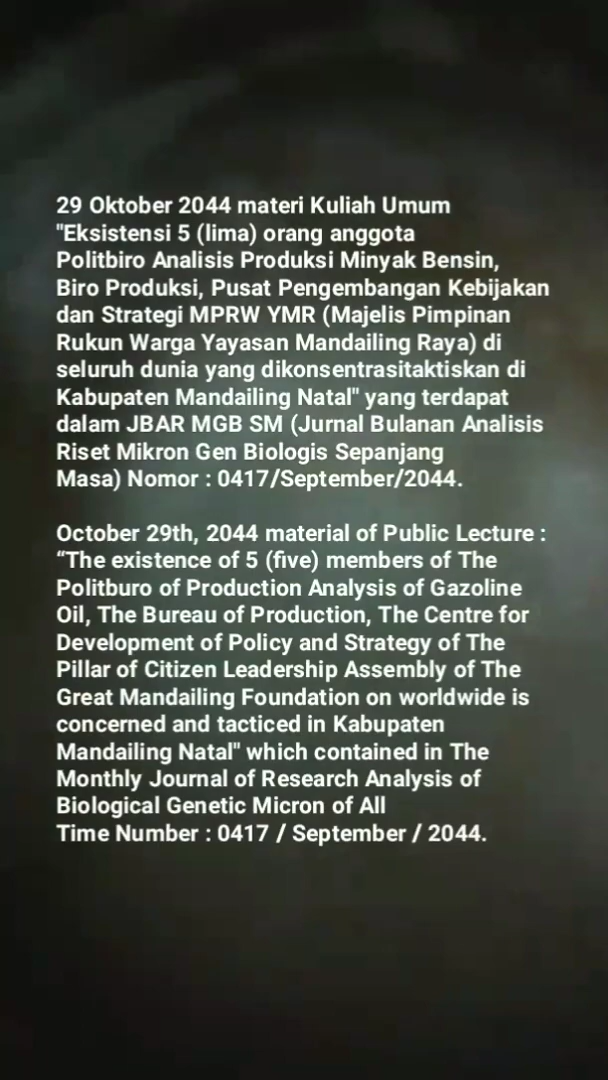 29 Oktober 2044 materi Kuliah Umum
"Eksistensi 5 (lima) orang anggota
Politbiro Analisis Produksi Minyak Bensin,
Biro Produksi, Pusat Pengembangan Kebijakan
dan Strategi MPRW YMR (Majelis Pimpinan
Rukun Warga Yayasan Mandailing Raya) di
seluruh dunia yang dikonsentrasitaktiskan di
Kabupaten Mandailing Natal" yang terdapat
dalam JBAR MGB SM (Jurnal Bulanan Analisis
Riset Mikron Gen Biologis Sepanjang
Masa) Nomor : 0417/September/2044.
October 29th, 2044 material of Public Lecture :
“The existence of 5 (five) members of The
Politburo of Production Analysis of Gazoline
Oil, The Bureau of Production, The Centre for
Development of Policy and Strategy of The
Pillar of Citizen Leadership Assembly of The
Great Mandailing Foundation on worldwide is
concerned and tacticed in Kabupaten
Mandailing Natal" which contained in The
Monthly Journal of Research Analysis of
Biological Genetic Micron of All
Time Number : 0417 / September / 2044.